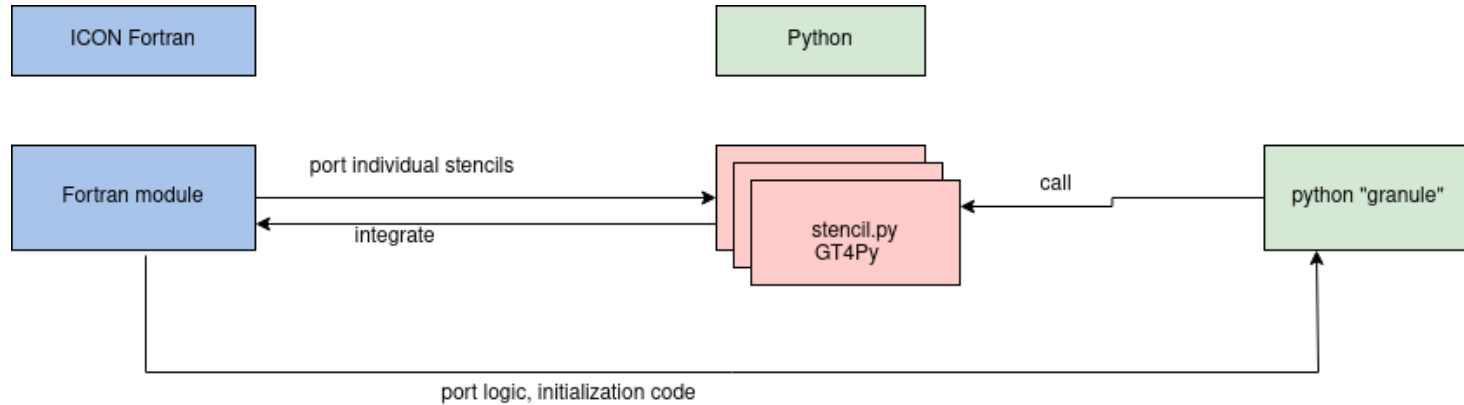 ICON Fortran
Python
port individual stencils
Fortran module
call
python "granule"
stencil.py
GT4Py
integrate
port logic, initialization code